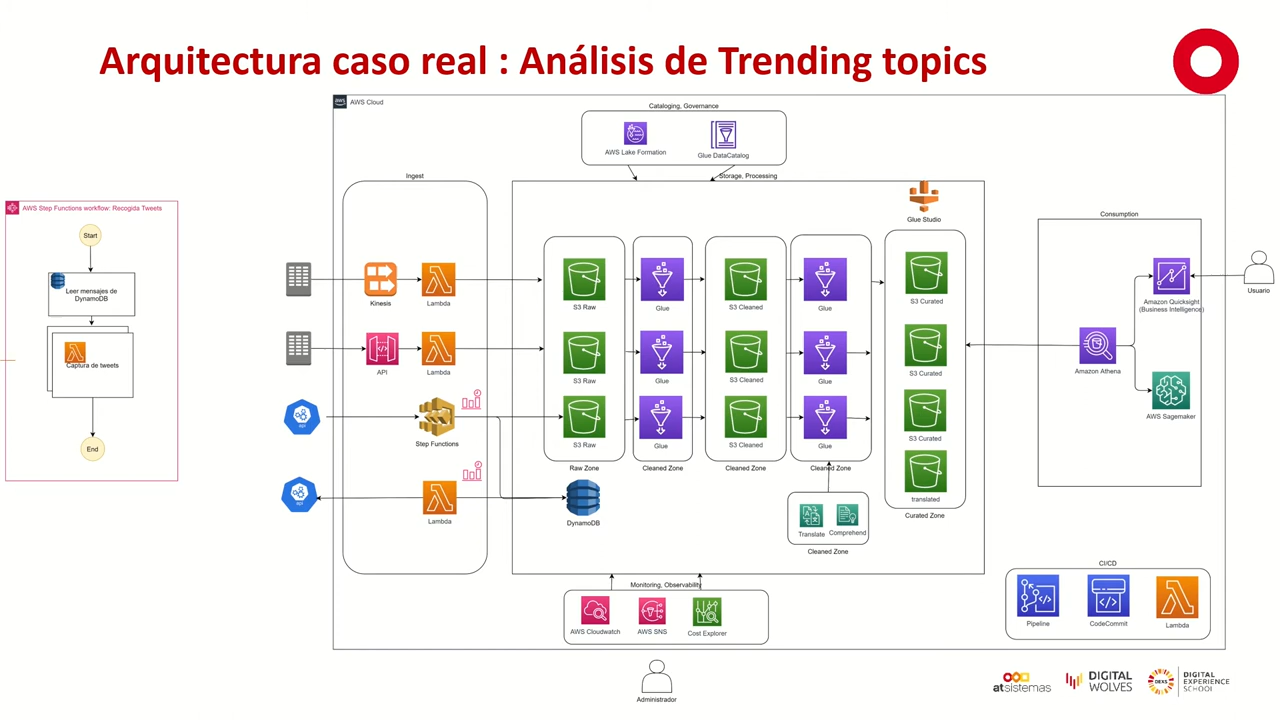 Arquitectura caso real : Análisis de Trending topics
aws
AWS Cloud
Cataloging, Governance
AWS Lake Formation
Glue DataCatalog
Ingest
Storage, Processing
Glue Studio
AWS Step Functions workflow: Recogida Tweets
Start
Leer mensajes de
DynamoDB
Captura de tweets
End
Kinesis
Lambda
S3 Raw
Glue
S3 Cleaned
Glue
S3 Curated
API
Lambda
S3 Raw
Glue
S3 Cleaned
Glue
S3 Curated
api
Step Functions
S3 Raw
Glue
S3 Cleaned
Glue
S3 Curated
Raw Zone
Cleaned Zone
Cleaned Zone
Cleaned Zone
translated
Curated Zone
api
Lambda
DynamoDB
Translate
Comprehend
Cleaned Zone
Consumption
Amazon Quicksight
(Business Intelligence)
Usuario
Amazon Athena
AWS Sagemaker
Monitoring, Observability
AWS Cloudwatch
AWS SNS
Cost Explorer
CI/CD
Pipeline
CodeCommit
Lambda
Administrador
atsistemas
DIGITAL
WOLVES
DEXS
DIGITAL
EXPERIENCE
SCHOOL